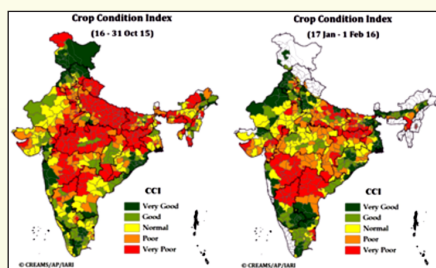 Crop Condition Index
(16 - 31 Oct 15)
CCI
Very Good
Good
Normal
Poor
Very Poor
© CREAMS/AP/IARI
Crop Condition Index
(17 Jan - 1 Feb 16)
CCI
Very Good
Good
Normal
Poor
Very Poor
© CREAMS/AP/IARI